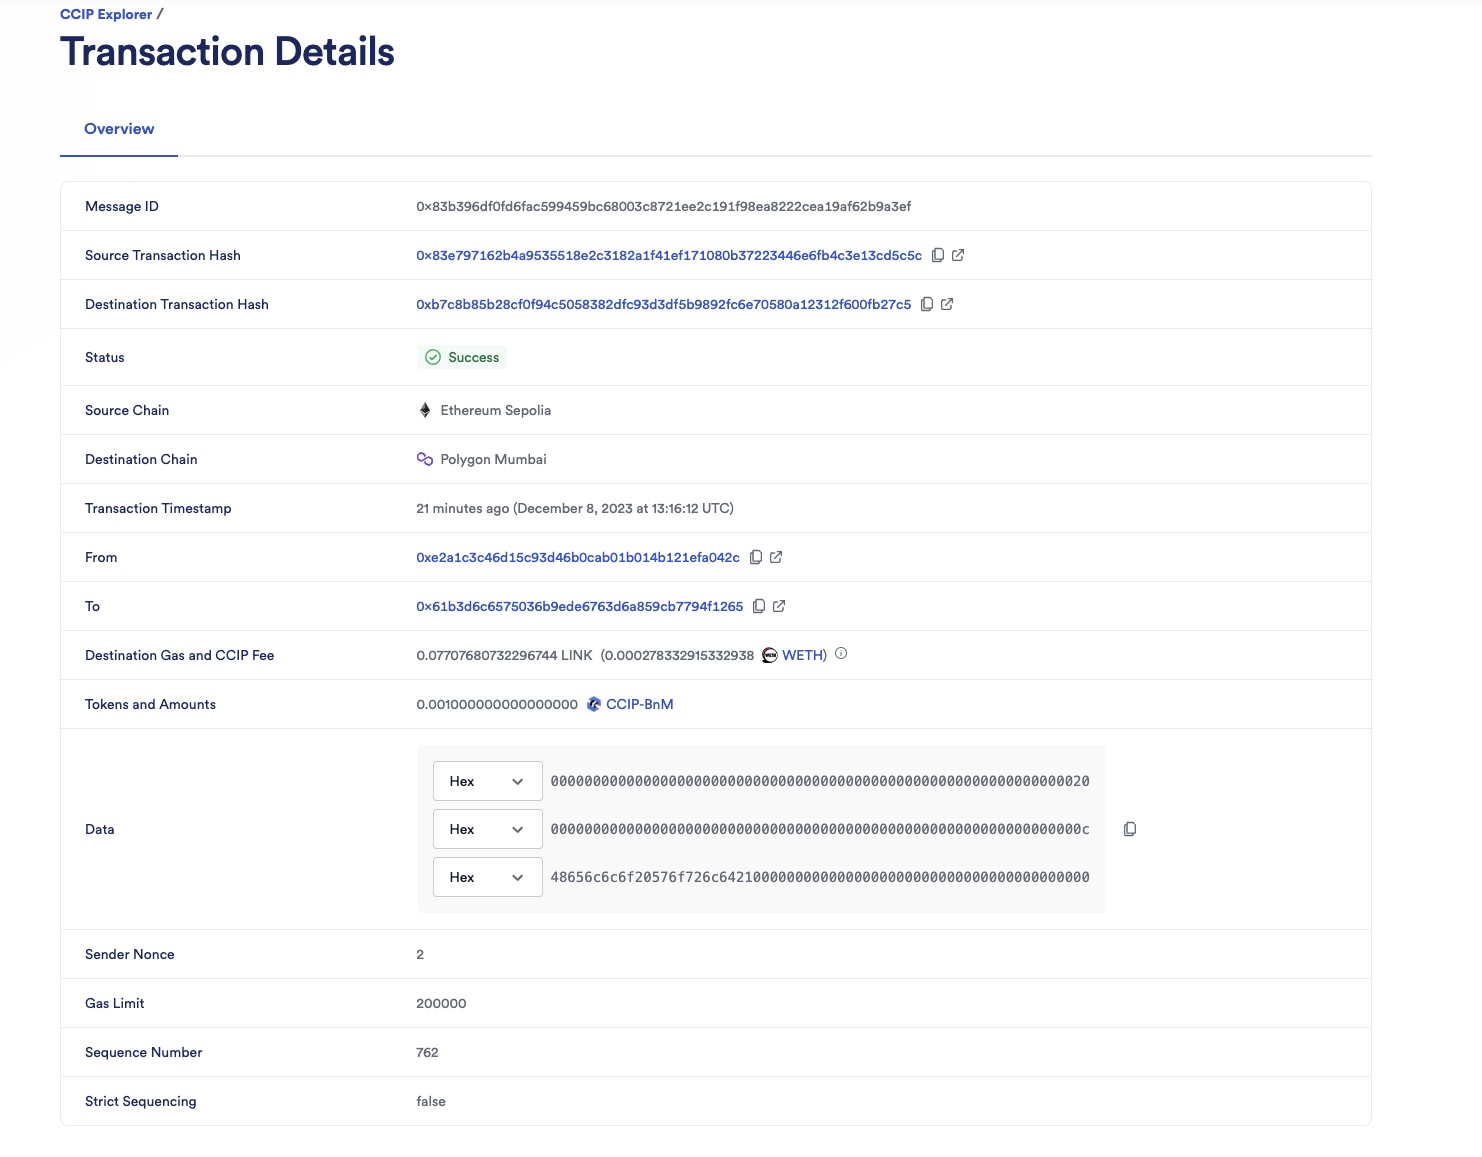 CCIP Explorer /
Transaction Details
Overview
Message ID 0x83b396df0fd6fac599459bc68003c8721ee2c191f98ea8222cea19af62b9a3ef
Source Transaction Hash 0x83e797162b4a9535518e2c3182a1f41ef171080b37223446e6fb4c3e13cd5c5c
Destination Transaction Hash 0xb7c8b85b28cf0f94c5058382dfc93d3df5b9892fc6e70580a12312f600fb27c5
Status Success
Source Chain Ethereum Sepolia
Destination Chain Polygon Mumbai
Transaction Timestamp 21 minutes ago (December 8, 2023 at 13:16:12 UTC)
From 0xe2a1c3c46d15c93d46b0cab01b014b121efa042c
To 0x61b3d6c6575036b9ede6763d6a859cb7794f1265
Destination Gas and CCIP Fee 0.07707680732296744 LINK (0.000278332915332938 WETH)
Tokens and Amounts 0.001000000000000000 CCIP-BnM
Data
Hex 0000000000000000000000000000000000000000000000000000000000000020
Hex 000000000000000000000000000000000000000000000000000000000000000c
Hex 48656c6c6f20576f726c64210000000000000000000000000000000000000000
Sender Nonce 2
Gas Limit 200000
Sequence Number 762
Strict Sequencing false